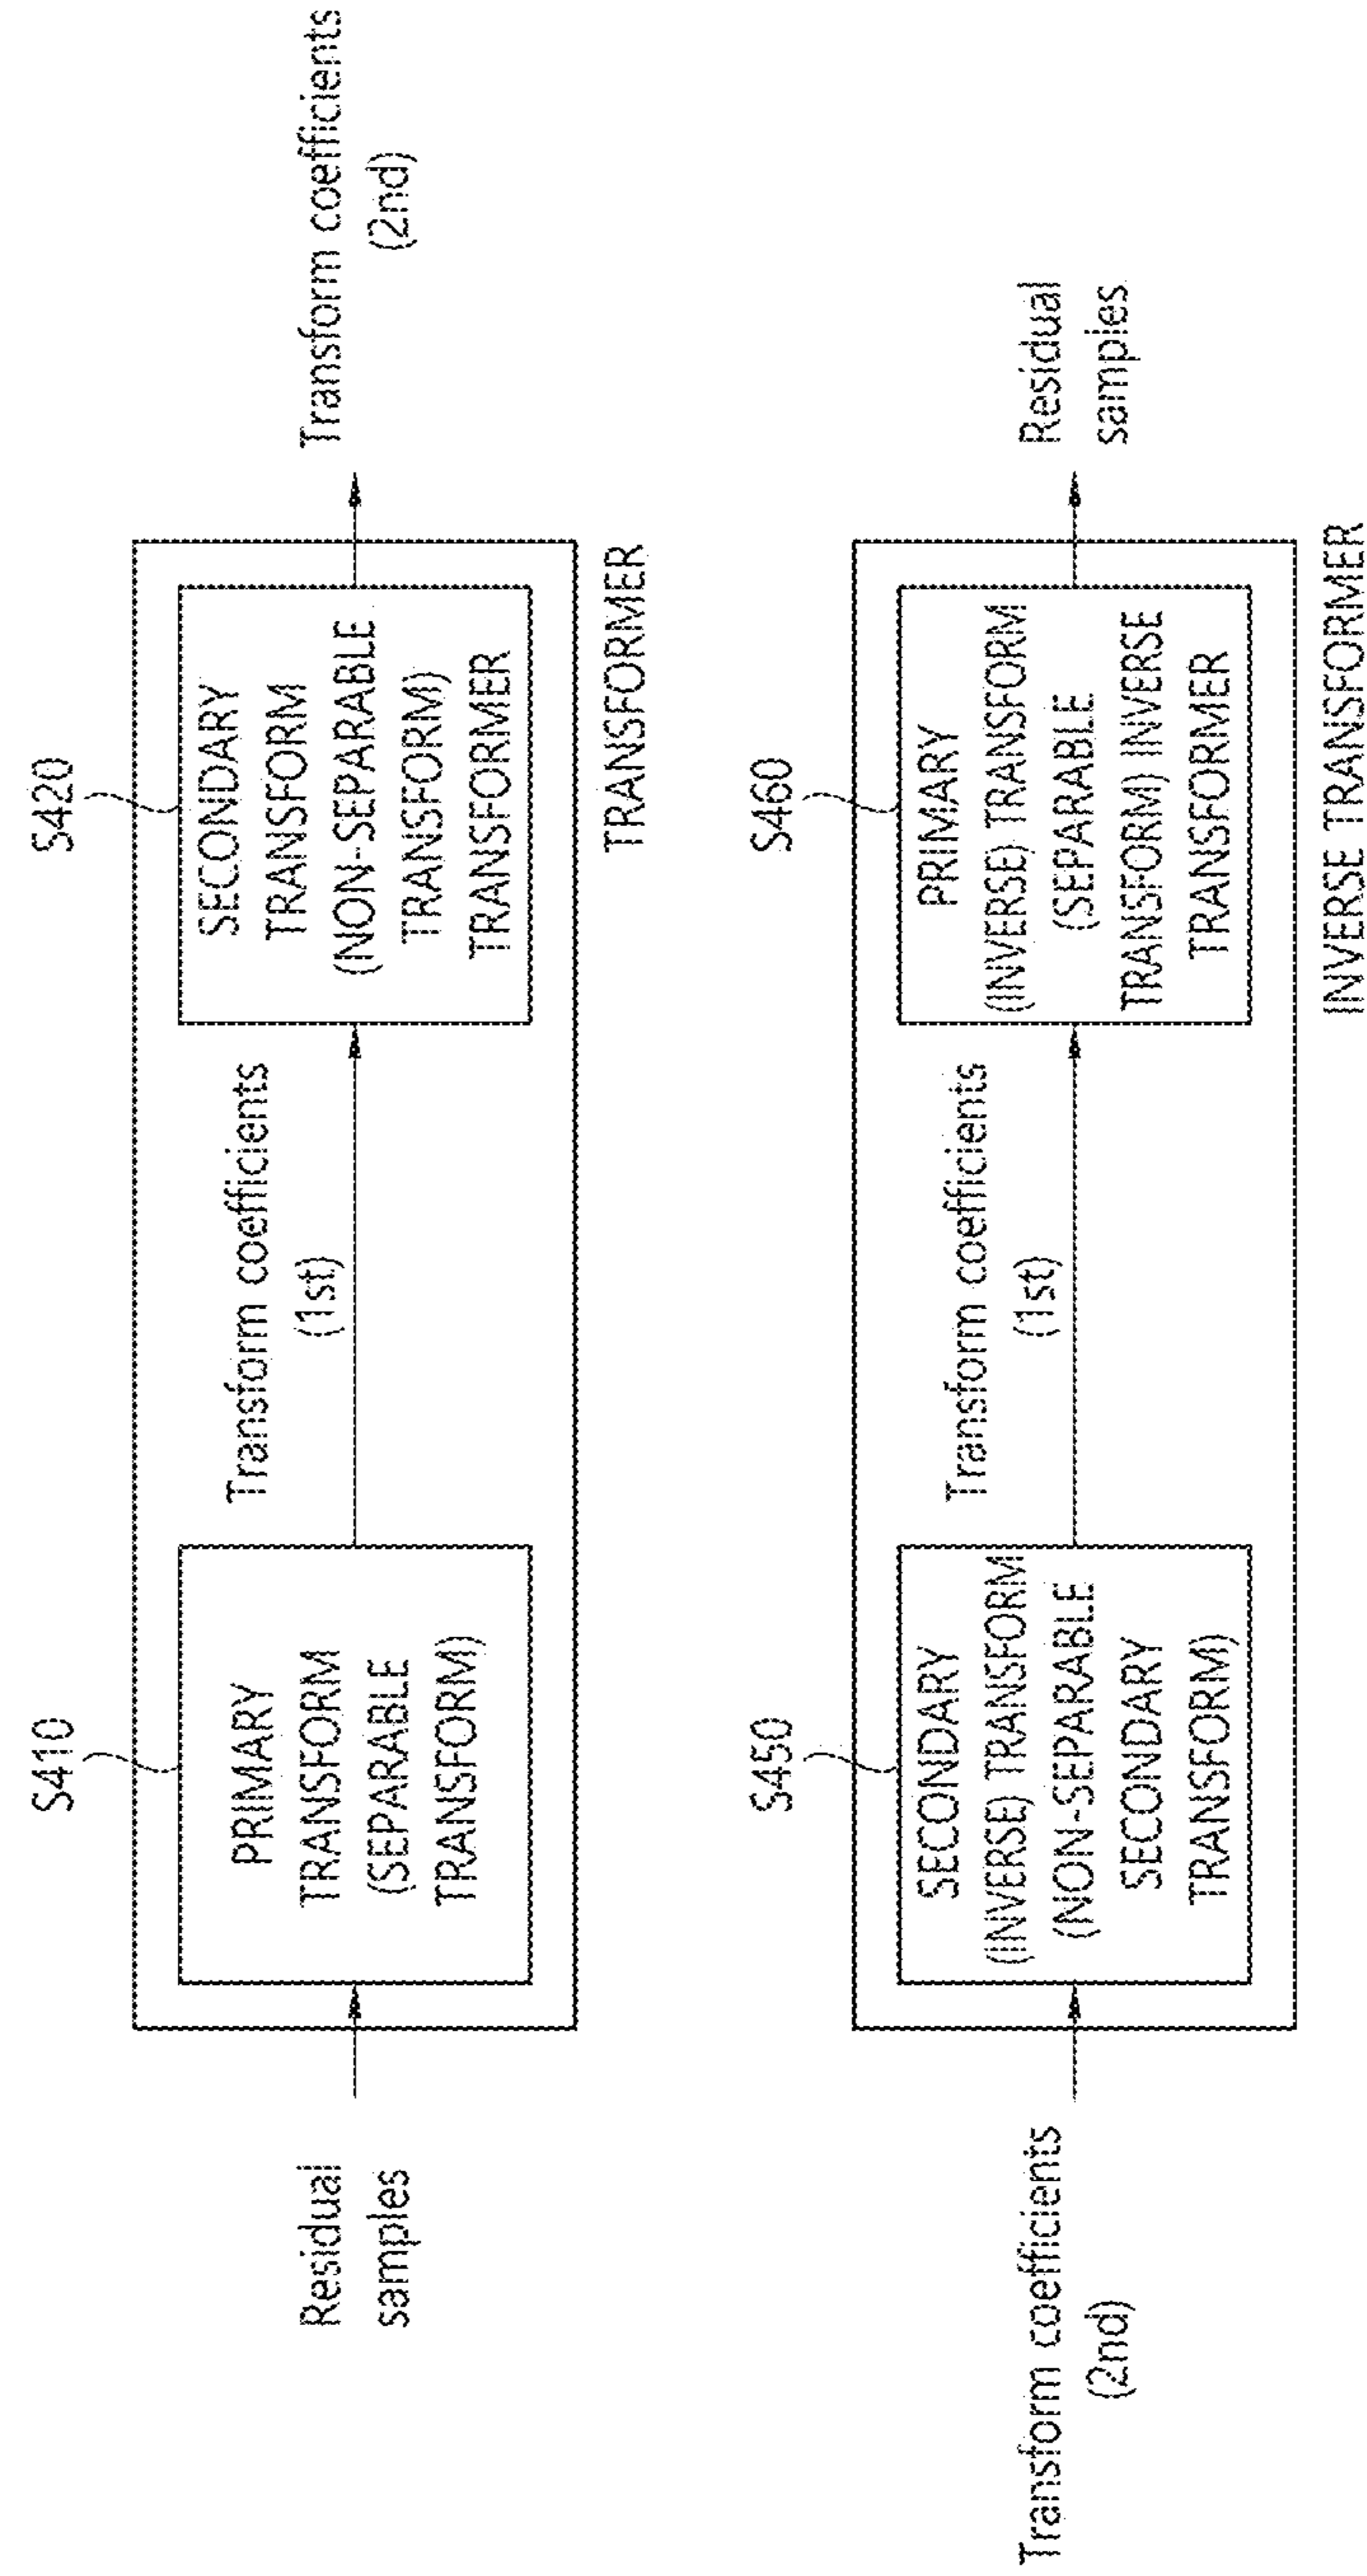 S410
S420
Residual
samples
PRIMARY
TRANSFORM
(SEPARABLE
TRANSFORM)
Transform coefficients
(1st)
SECONDARY
TRANSFORM
(NON-SEPARABLE
TRANSFORM)
TRANSFORMER
Transform coefficients
(2nd)
TRANSFORMER
S450
S460
Transform coefficients
(2nd)
SECONDARY
(INVERSE) TRANSFORM
(NON-SEPARABLE
SECONDARY
TRANSFORM)
Transform coefficients
(1st)
PRIMARY
(INVERSE) TRANSFORM
(SEPARABLE
TRANSFORM) INVERSE
TRANSFORMER
Residual
samples
INVERSE TRANSFORMER